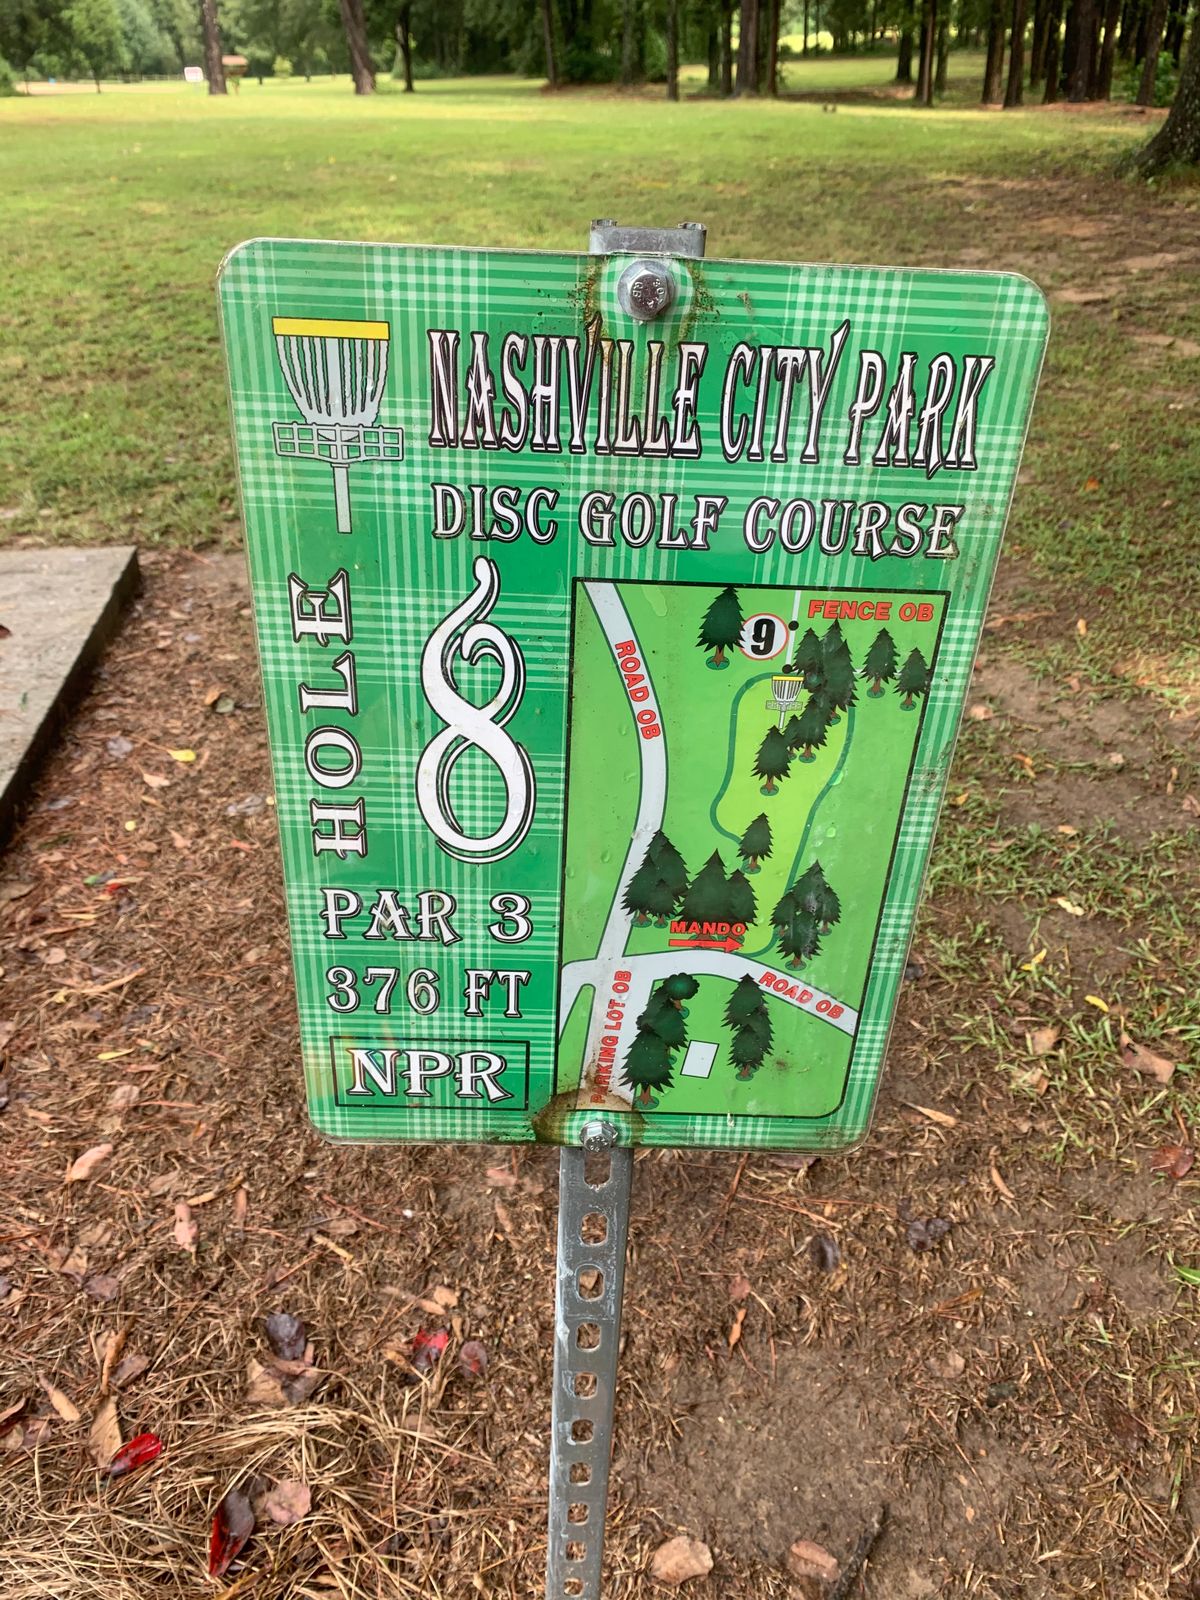 NASHVILLE CITY PARK
DISC GOLF COURSE
HOLE
8
PAR 3
376 FT
NPR
9
FENCE OB
ROAD OB
MANDO
ROAD OB
PARKING LOT OB